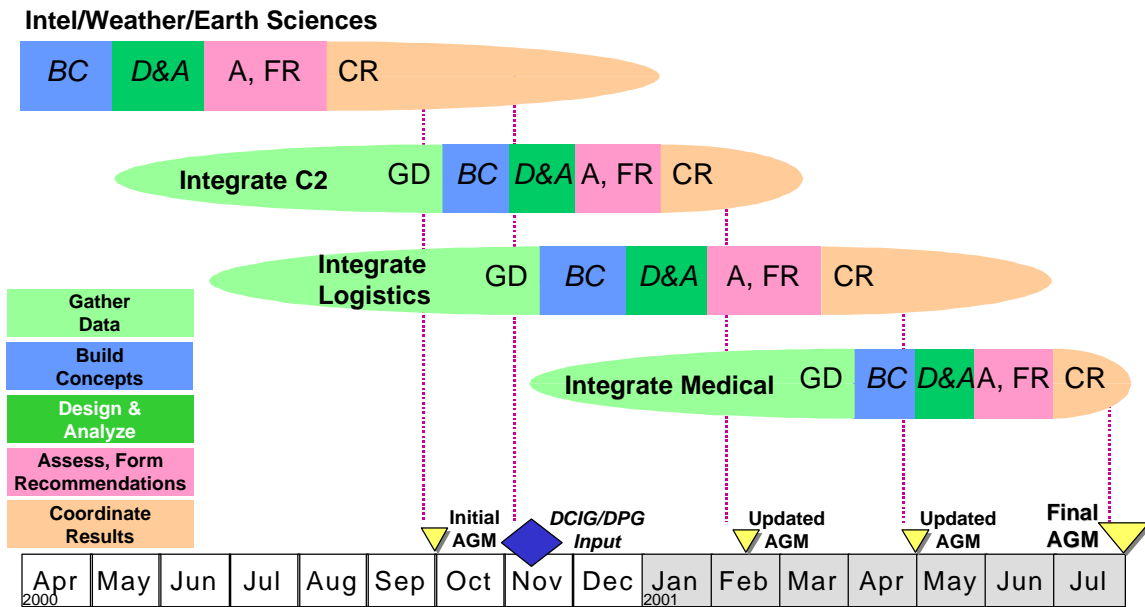 Intel/Weather/Earth Sciences
BC D&A A, FR CR
Integrate C2 GD BC D&A A, FR CR
Integrate
Logistics
GD BC D&A A, FR CR
Integrate Medical GD BC D&A A, FR CR
Gather
Data
Build
Concepts
Design &
Analyze
Assess, Form
Recommendations
Coordinate
Results
Initial
AGM
DCIG/DPG
Input
Updated
AGM
Updated
AGM
Final
AGM
Apr May Jun Jul Aug Sep Oct Nov Dec Jan Feb Mar Apr May Jun Jul
2000 2001